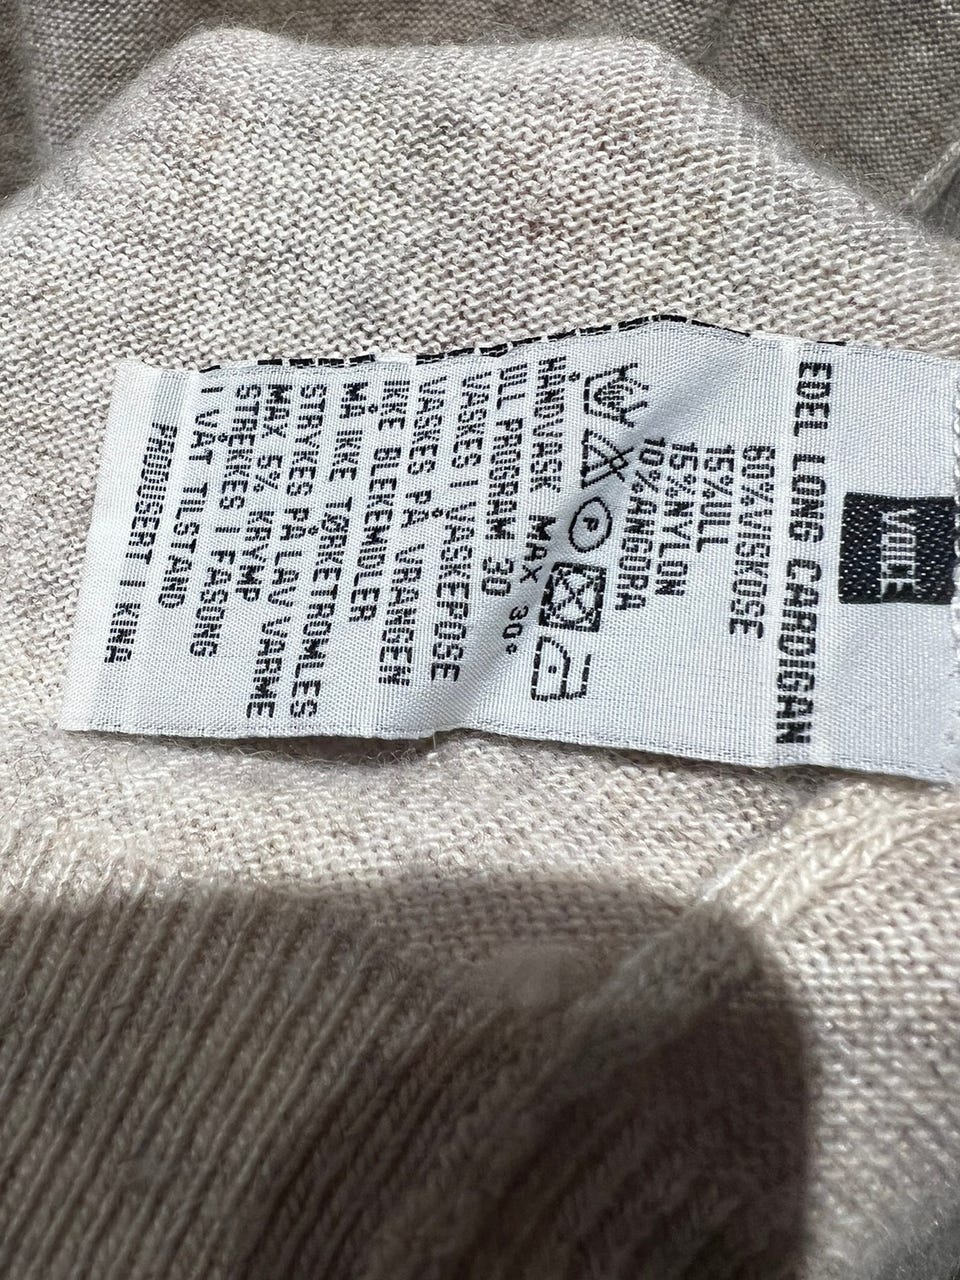 VOICE
EDEL LONG CARDIGAN
60%VISKOSE
15%ULL
15%NYLON
10%ANGORA
P
HÅNDVASK MAX 30°
ULL PROGRAM 30
VASKES I VASKEPOSE
VASKES PÅ VRANGEN
IKKE BLEKEMIDLER
MÅ IKKE TØRKETROMLES
STRYKES PÅ LAV VARME
MAX 5% KRYMP
STREKKES I FASONG
I VÅT TILSTAND
PRODUSERT I KINA